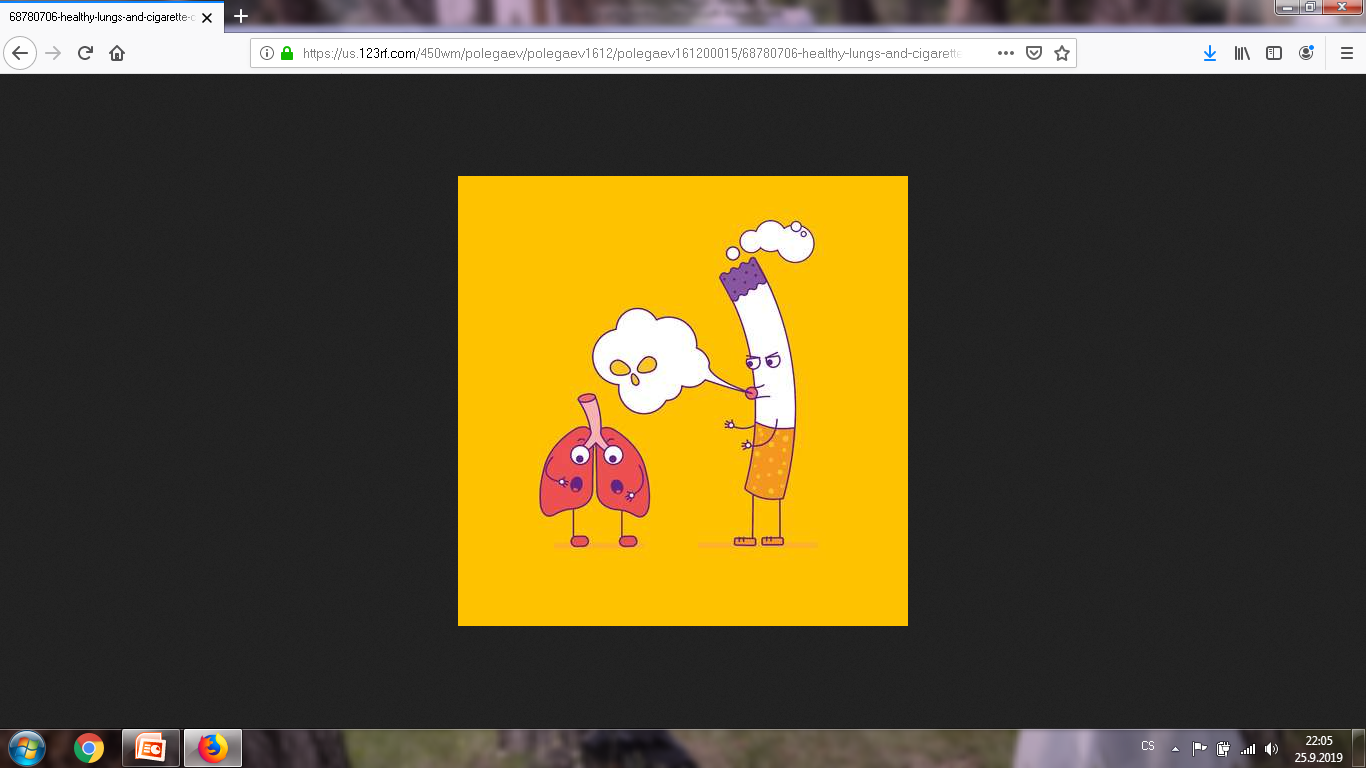 68780706-healthy-lungs-and-cigarette-c
https://us.123rf.com/450wm/polegaev/polegaev1612/polegaev161200015/68780706-healthy-lungs-and-cigarette-
CS
22:05
25.9.2019